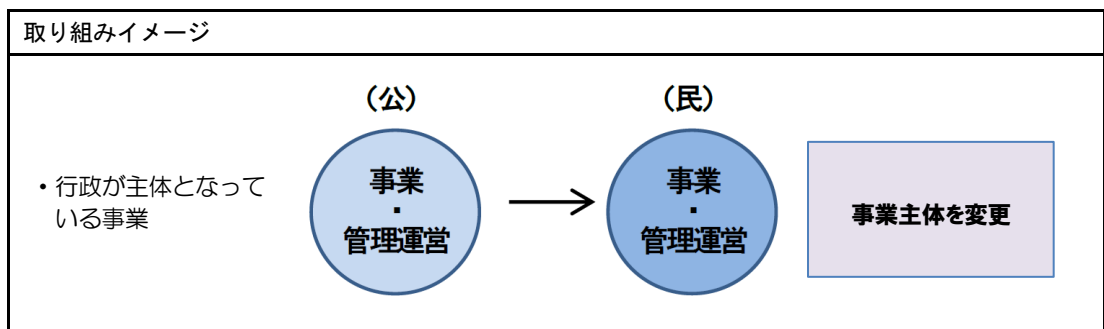 取り組みイメージ
(公)
(民)
・行政が主体となって
いる事業
事業
・
管理運営
事業
・
管理運営
事業主体を変更